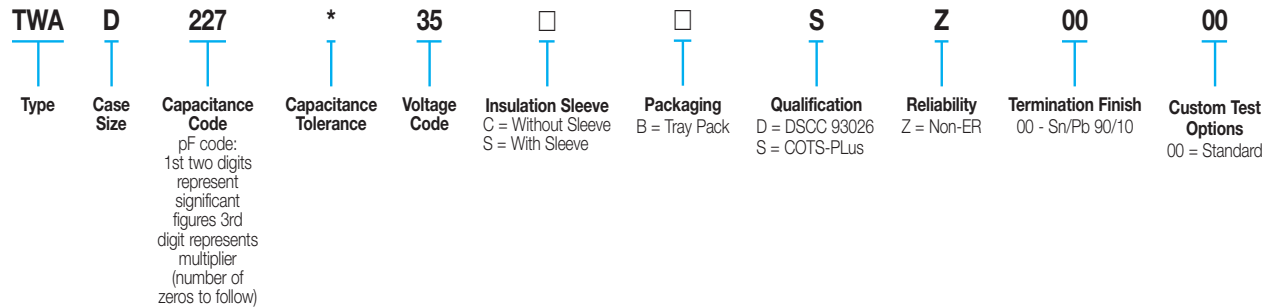 TWA D 227 * 35 □ □ S Z 00 00
Type
Case
Size
Capacitance
Code
pF code:
1st two digits
represent
significant
figures 3rd
digit represents
multiplier
(number of
zeros to follow)
Capacitance
Tolerance
Voltage
Code
Insulation Sleeve
C = Without Sleeve
S = With Sleeve
Packaging
B = Tray Pack
Qualification
D = DSCC 93026
S = COTS-PLus
Reliability
Z = Non-ER
Termination Finish
00 - Sn/Pb 90/10
Custom Test
Options
00 = Standard